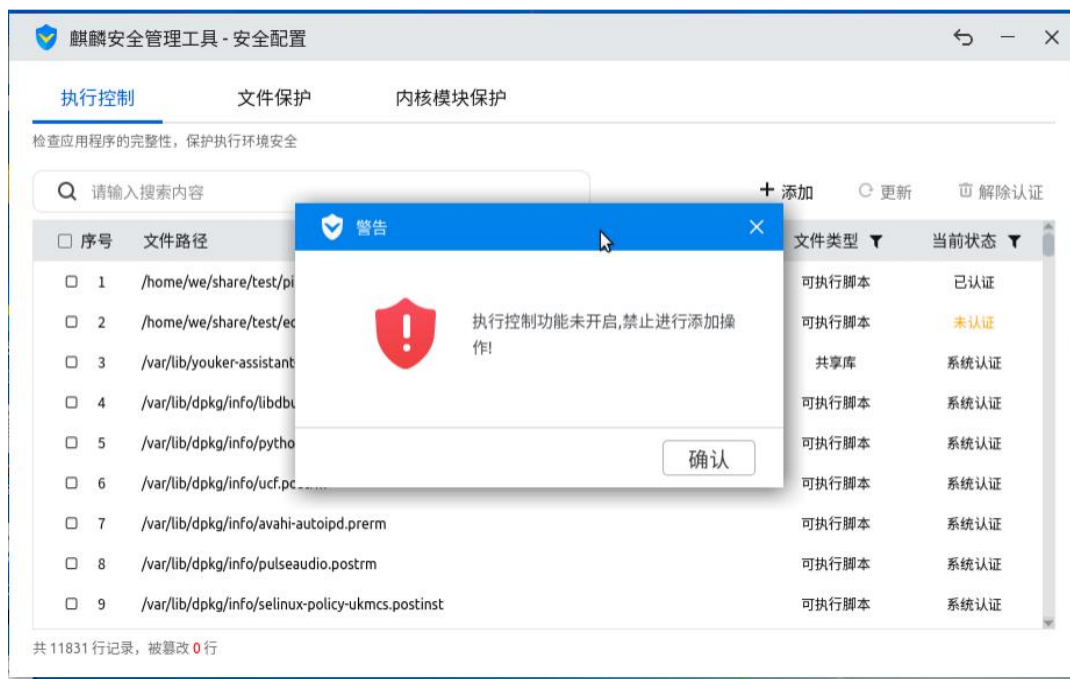 麒麟安全管理工具 - 安全配置
执行控制 文件保护 内核模块保护
检查应用程序的完整性，保护执行环境安全
请输入搜索内容 + 添加 更新 解除认证
序号 文件路径 文件类型 当前状态
警告
执行控制功能未开启,禁止进行添加操
作!
确认
1 /home/we/share/test/pi 可执行脚本 已认证
2 /home/we/share/test/ec 可执行脚本 未认证
3 /var/lib/youker-assistant 共享库 系统认证
4 /var/lib/dpkg/info/libdbu 可执行脚本 系统认证
5 /var/lib/dpkg/info/pytho 可执行脚本 系统认证
6 /var/lib/dpkg/info/ucf.postrm 可执行脚本 系统认证
7 /var/lib/dpkg/info/avahi-autoipd.prerm 可执行脚本 系统认证
8 /var/lib/dpkg/info/pulseaudio.postrm 可执行脚本 系统认证
9 /var/lib/dpkg/info/selinux-policy-ukmcs.postinst 可执行脚本 系统认证
共 11831 行记录，被篡改 0 行